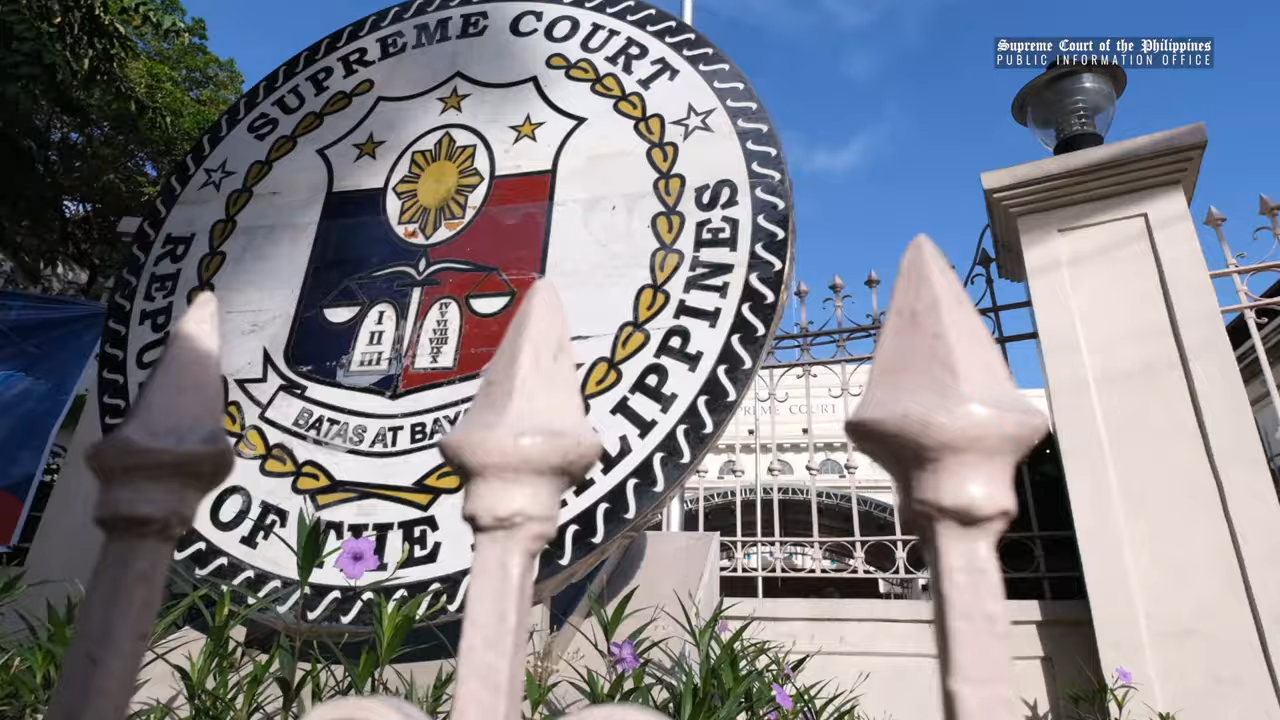 Supreme Court of the Philippines
PUBLIC INFORMATION OFFICE
SUPREME COURT
REPU
OF THE
LIPPINES
I
II
III
IV
V
VI
VII
VIII
IX
X
BATAS AT BAY
PREME COURT